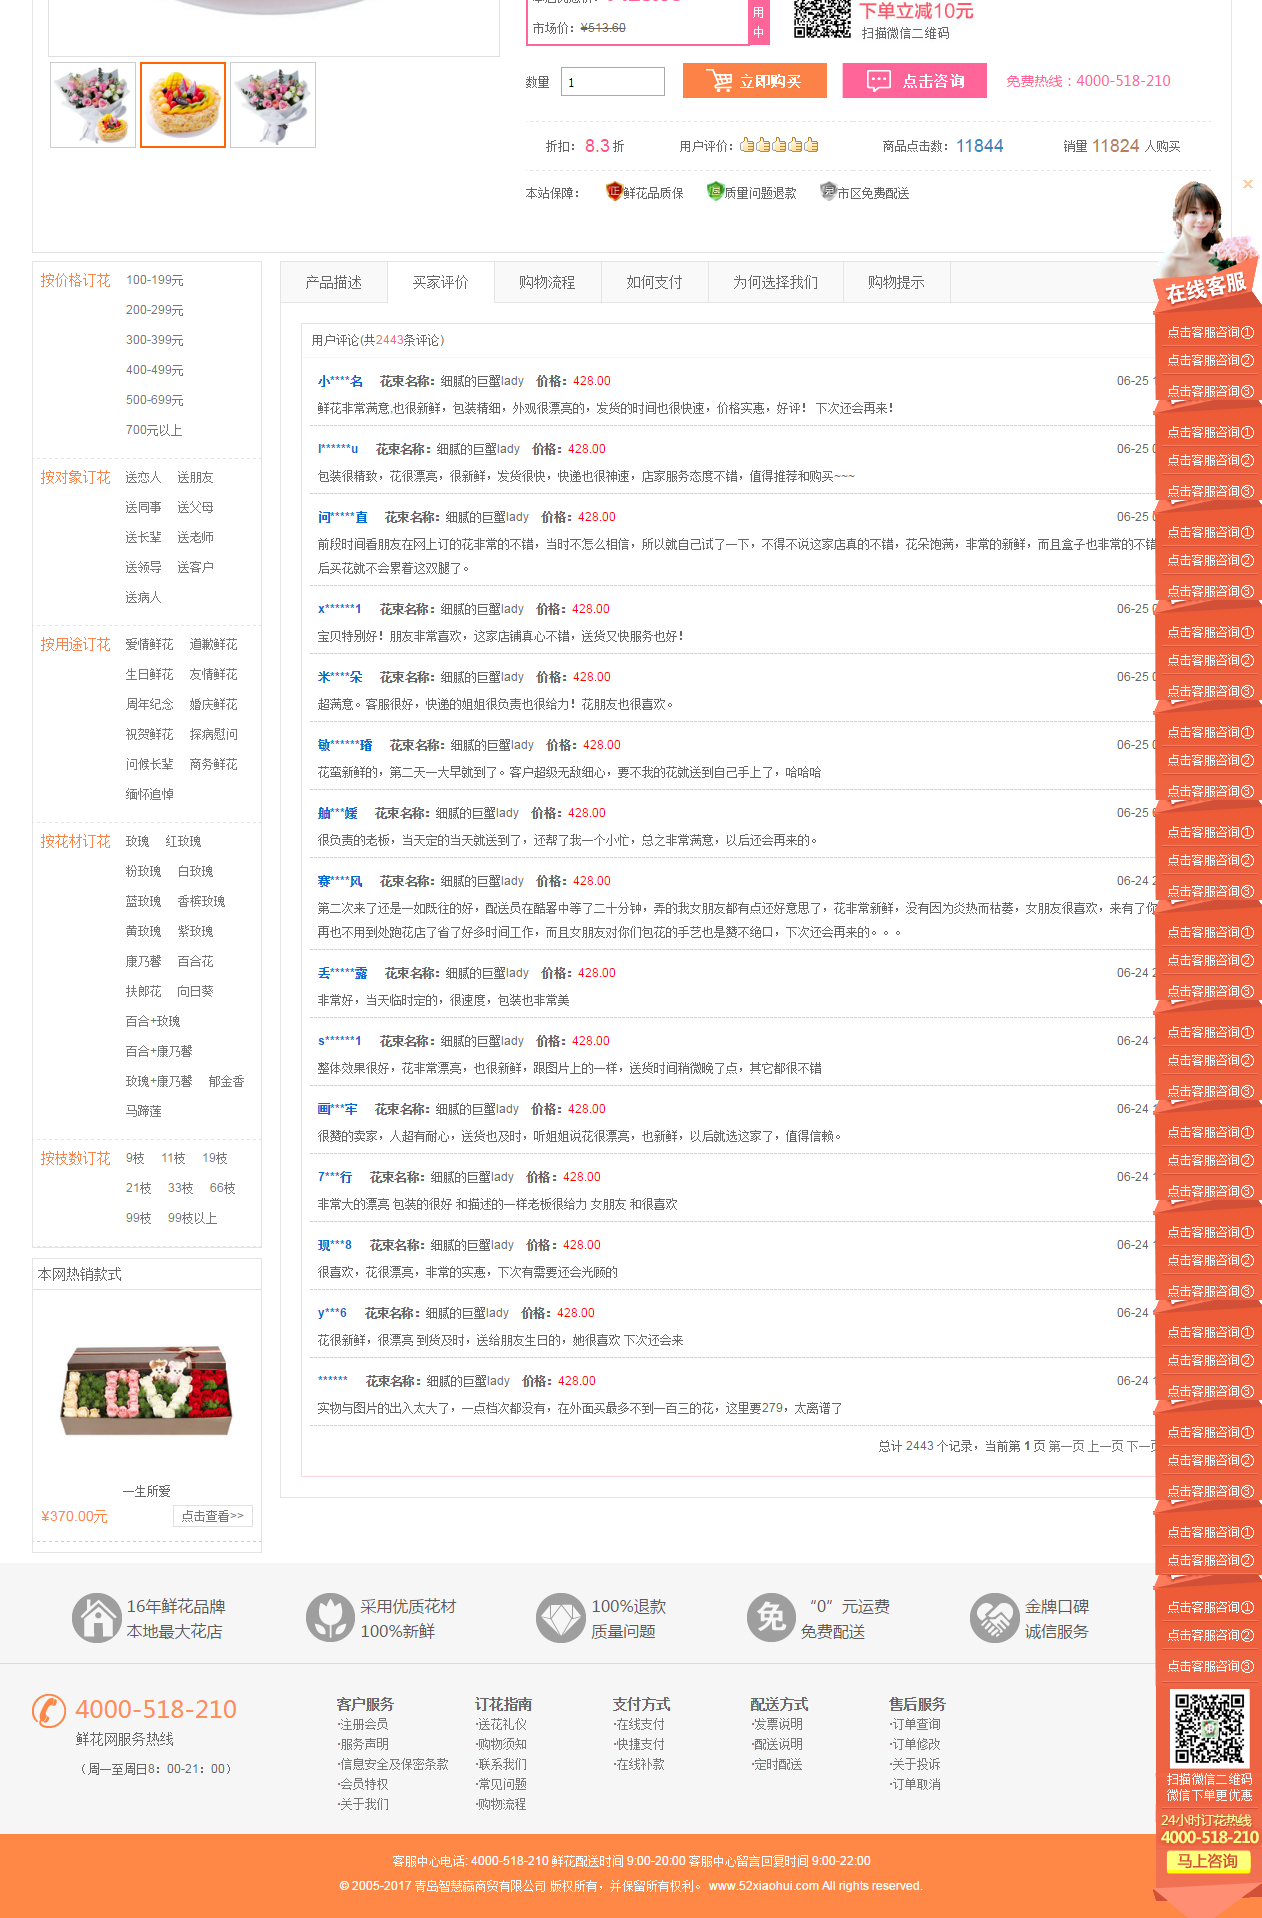 用
中
下单立减10元
市场价：¥513.60
扫描微信二维码
数量 1 立即购买 点击咨询 免费热线：4000-518-210
折扣： 8.3 折 用户评价： 商品点击数： 11844 销量 11824 人购买
本站保障： 鲜花品质保 质量问题退款 市区免费配送
在线客服
按价格订花 100-199元
200-299元
300-399元
400-499元
500-699元
700元以上
按对象订花 送恋人 送朋友
送同事 送父母
送长辈 送老师
送领导 送客户
送病人
按用途订花 爱情鲜花 道歉鲜花
生日鲜花 友情鲜花
周年纪念 婚庆鲜花
祝贺鲜花 探病慰问
问候长辈 商务鲜花
缅怀追悼
按花材订花 玫瑰 红玫瑰
粉玫瑰 白玫瑰
蓝玫瑰 香槟玫瑰
黄玫瑰 紫玫瑰
康乃馨 百合花
扶郎花 向日葵
百合+玫瑰
百合+康乃馨
玫瑰+康乃馨 郁金香
马蹄莲
按枝数订花 9枝 11枝 19枝
21枝 33枝 66枝
99枝 99枝以上
本网热销款式
一生所爱
¥370.00元 点击查看>>
产品描述 买家评价 购物流程 如何支付 为何选择我们 购物提示
用户评论(共2443条评论)
小****名 花束名称：细腻的巨蟹lady 价格：428.00 06-25
鲜花非常满意,也很新鲜，包装精细，外观很漂亮的，发货的时间也很快速，价格实惠，好评！ 下次还会再来！
l******u 花束名称：细腻的巨蟹lady 价格：428.00 06-25
包装很精致，花很漂亮，很新鲜，发货很快，快递也很神速，店家服务态度不错，值得推荐和购买~~~
问*****直 花束名称：细腻的巨蟹lady 价格：428.00 06-25
前段时间看朋友在网上订的花非常的不错，当时不怎么相信，所以就自己试了一下，不得不说这家店真的不错，花朵饱满，非常的新鲜，而且盒子也非常的不错
后买花就不会累着这双腿了。
x******1 花束名称：细腻的巨蟹lady 价格：428.00 06-25
宝贝特别好！朋友非常喜欢，这家店铺真心不错，送货又快服务也好！
米****朵 花束名称：细腻的巨蟹lady 价格：428.00 06-25
超满意。客服很好，快递的姐姐很负责也很给力！花朋友也很喜欢。
敏******璿 花束名称：细腻的巨蟹lady 价格：428.00 06-25
花蛮新鲜的，第二天一大早就到了。客户超级无敌细心，要不我的花就送到自己手上了，哈哈哈
舢***媛 花束名称：细腻的巨蟹lady 价格：428.00 06-25
很负责的老板，当天定的当天就送到了，还帮了我一个小忙，总之非常满意，以后还会再来的。
赛****风 花束名称：细腻的巨蟹lady 价格：428.00 06-24
第二次来了还是一如既往的好，配送员在酷署中等了二十分钟，弄的我女朋友都有点还好意思了，花非常新鲜，没有因为炎热而枯萎，女朋友很喜欢，来有了你
再也不用到处跑花店了省了好多时间工作，而且女朋友对你们包花的手艺也是赞不绝口，下次还会再来的。。。
丢*****露 花束名称：细腻的巨蟹lady 价格：428.00 06-24
非常好，当天临时定的，很速度，包装也非常美
s******1 花束名称：细腻的巨蟹lady 价格：428.00 06-24
整体效果很好，花非常漂亮，也很新鲜，跟图片上的一样，送货时间稍微晚了点，其它都很不错
画***牢 花束名称：细腻的巨蟹lady 价格：428.00 06-24
很赞的卖家，人超有耐心，送货也及时，听姐姐说花很漂亮，也新鲜，以后就选这家了，值得信赖。
7***行 花束名称：细腻的巨蟹lady 价格：428.00 06-24
非常大的漂亮 包装的很好 和描述的一样老板很给力 女朋友 和很喜欢
现***8 花束名称：细腻的巨蟹lady 价格：428.00 06-24
很喜欢，花很漂亮，非常的实惠，下次有需要还会光顾的
y***6 花束名称：细腻的巨蟹lady 价格：428.00 06-24
花很新鲜，很漂亮 到货及时，送给朋友生日的，她很喜欢 下次还会来
****** 花束名称：细腻的巨蟹lady 价格：428.00 06-24
实物与图片的出入太大了，一点档次都没有，在外面买最多不到一百三的花，这里要279，太离谱了
总计 2443 个记录，当前第 1 页 第一页 上一页 下一页
点击客服咨询①
点击客服咨询②
点击客服咨询③
点击客服咨询①
点击客服咨询②
点击客服咨询③
点击客服咨询①
点击客服咨询②
点击客服咨询③
点击客服咨询①
点击客服咨询②
点击客服咨询③
点击客服咨询①
点击客服咨询②
点击客服咨询③
点击客服咨询①
点击客服咨询②
点击客服咨询③
点击客服咨询①
点击客服咨询②
点击客服咨询③
点击客服咨询①
点击客服咨询②
点击客服咨询③
点击客服咨询①
点击客服咨询②
点击客服咨询③
点击客服咨询①
点击客服咨询②
点击客服咨询③
点击客服咨询①
点击客服咨询②
点击客服咨询③
点击客服咨询①
点击客服咨询②
点击客服咨询③
点击客服咨询①
点击客服咨询②
点击客服咨询①
点击客服咨询②
点击客服咨询③
扫描微信二维码
微信下单更优惠
24小时订花热线
4000-518-210
马上咨询
16年鲜花品牌
本地最大花店
采用优质花材
100%新鲜
100%退款
质量问题
免
“0”元运费
免费配送
金牌口碑
诚信服务
4000-518-210
鲜花网服务热线
（周一至周日8：00-21：00）
客户服务
·注册会员
·服务声明
·信息安全及保密条款
·会员特权
·关于我们
订花指南
·送花礼仪
·购物须知
·联系我们
·常见问题
·购物流程
支付方式
·在线支付
·快捷支付
·在线补款
配送方式
·发票说明
·配送说明
·定时配送
售后服务
·订单查询
·订单修改
·关于投诉
·订单取消
客服中心电话: 4000-518-210 鲜花配送时间 9:00-20:00 客服中心留言回复时间 9:00-22:00
© 2005-2017 青岛智慧赢商贸有限公司 版权所有，并保留所有权利。 www.52xiaohui.com All rights reserved.